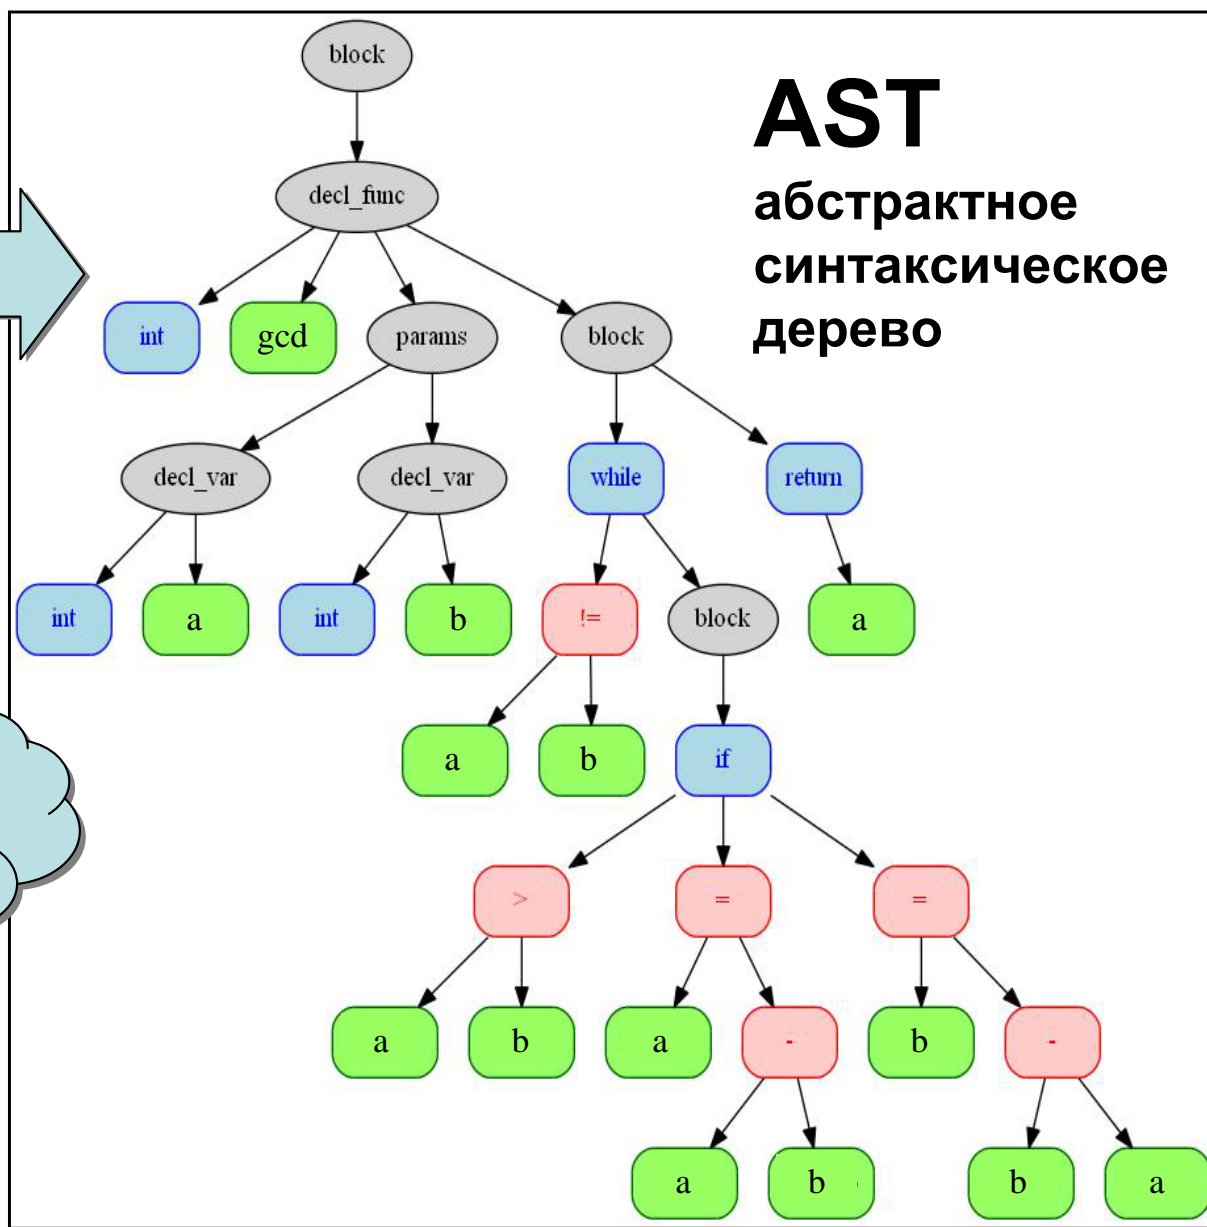 block
AST
абстрактное
синтаксическое
дерево
decl_func
int gcd params block
decl_var decl_var while return
int a int b != block a
a b if
> = =
a b a - b -
a b b a